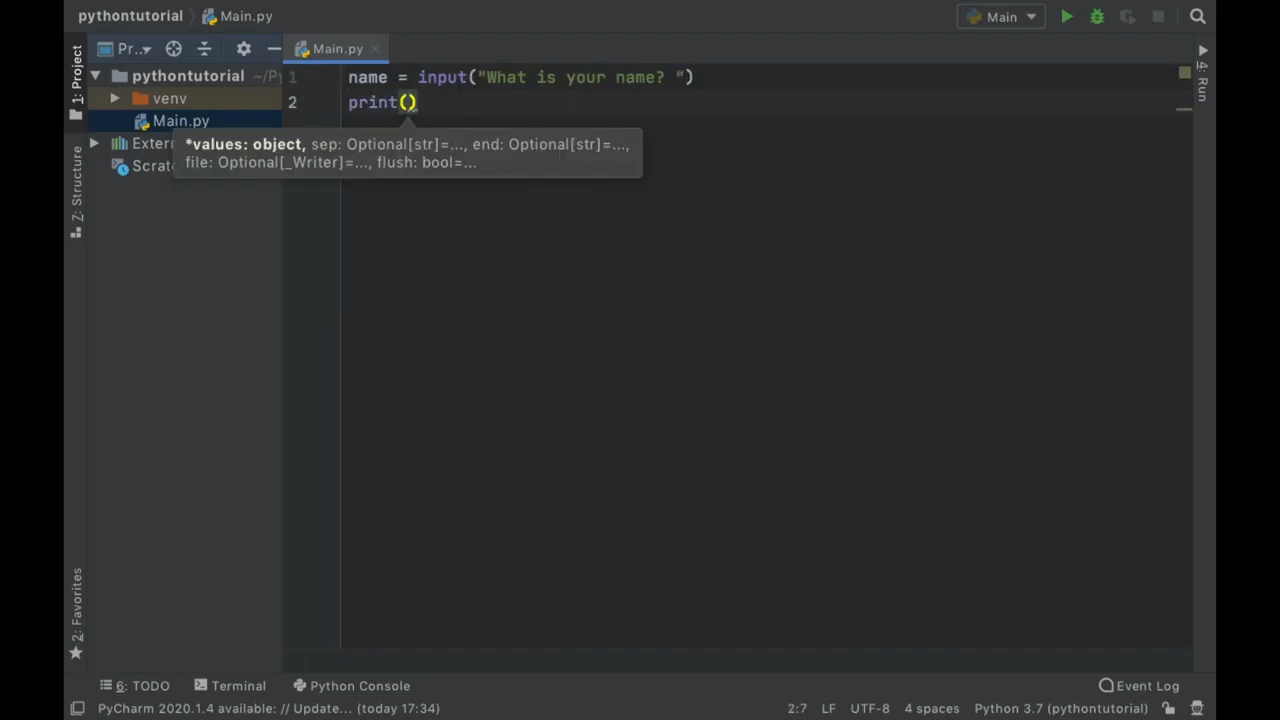 pythontutorial
Main.py
Main
1: Project
Pr...
Main.py
pythontutorial ~/Py
venv
Main.py
Extern
Scratc
1 name = input("What is your name? ")
2 print()
*values: object, sep: Optional[str]=..., end: Optional[str]=...,
file: Optional[_Writer]=..., flush: bool=...
4: Run
7: Structure
2: Favorites
6: TODO
Terminal
Python Console
Event Log
PyCharm 2020.1.4 available: // Update... (today 17:34)
2:7 LF UTF-8 4 spaces Python 3.7 (pythontutorial)